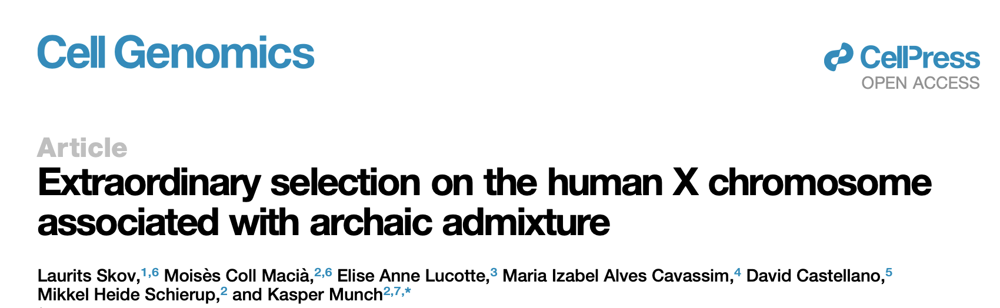 Cell Genomics
CellPress
OPEN ACCESS
Article
Extraordinary selection on the human X chromosome
associated with archaic admixture
Laurits Skov,1,6 Moisès Coll Macià,2,6 Elise Anne Lucotte,3 Maria Izabel Alves Cavassim,4 David Castellano,5
Mikkel Heide Schierup,2 and Kasper Munch2,7,*